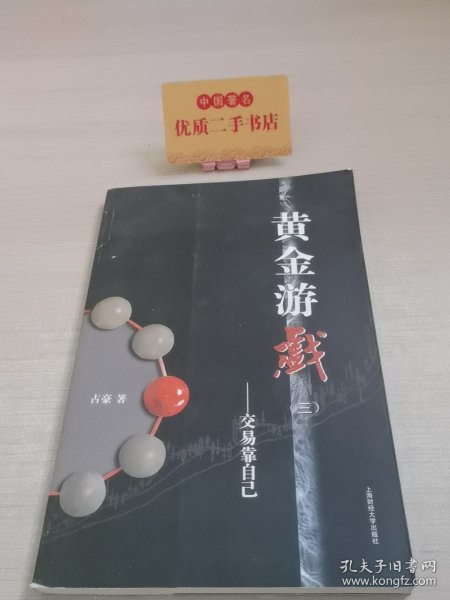 中国著名
优质二手书店
黄金游戏
（三）
——交易靠自己
占豪 著
上海财经大学出版社
孔夫子旧书网
www.kongfz.com